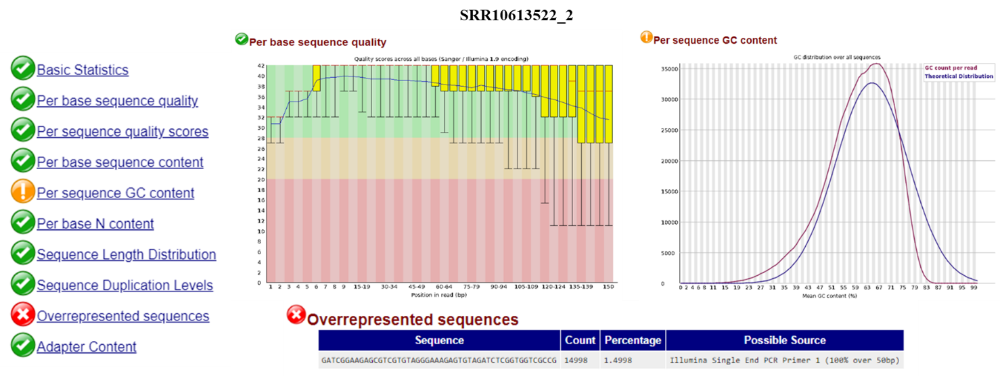 SRR10613522_2
Basic Statistics
Per base sequence quality
Per sequence quality scores
Per base sequence content
Per sequence GC content
Per base N content
Sequence Length Distribution
Sequence Duplication Levels
Overrepresented sequences
Adapter Content
Per base sequence quality
Quality scores across all bases (Sanger / Illumina 1.9 encoding)
42
40
38
36
34
32
30
28
26
24
22
20
18
16
14
12
10
8
6
4
2
0
1 2 3 4 5 6 7 8 9 15-19 30-34 45-49 60-64 75-79 90-94 105-109 120-124 135-139 150
Position in read (bp)
Per sequence GC content
GC distribution over all sequences
GC count per read
Theoretical Distribution
35000
30000
25000
20000
15000
10000
5000
0
0 2 4 6 8 11 15 19 23 27 31 35 39 43 47 51 55 59 63 67 71 75 79 83 87 91 95 99
Mean GC content (%)
Overrepresented sequences
Sequence Count Percentage Possible Source
GATCGGAAGAGCGTCGTGTAGGGAAAGAGTGTAGATCTCGGTGGTCGCCG 14998 1.4998 Illumina Single End PCR Primer 1 (100% over 50bp)